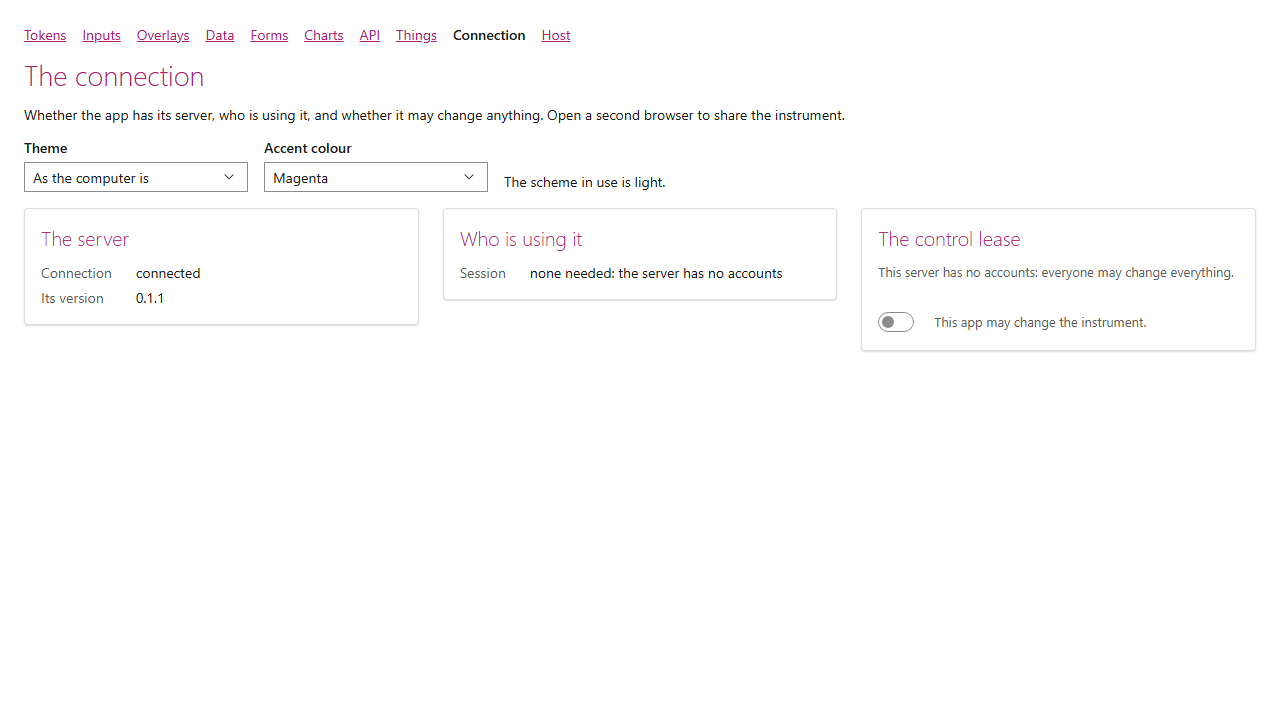 Tokens Inputs Overlays Data Forms Charts API Things Connection Host
The connection
Whether the app has its server, who is using it, and whether it may change anything. Open a second browser to share the instrument.
Theme
As the computer is
Accent colour
Magenta
The scheme in use is light.
The server
Connection connected
Its version 0.1.1
Who is using it
Session none needed: the server has no accounts
The control lease
This server has no accounts: everyone may change everything.
This app may change the instrument.